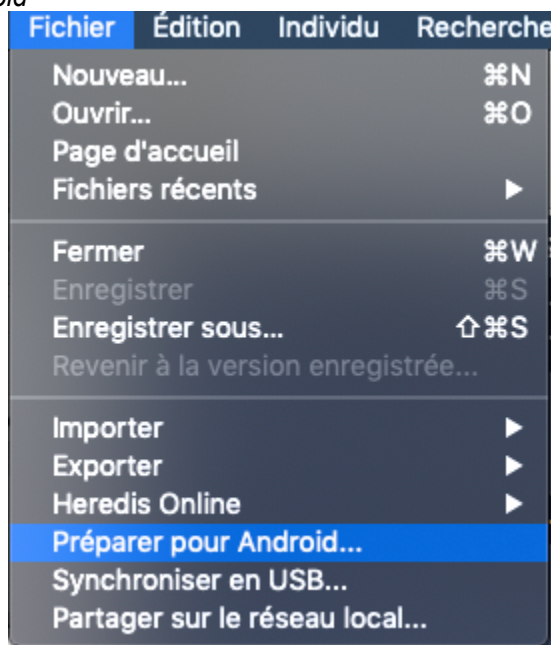 Fichier Édition Individu Recherche
Nouveau... ⌘N
Ouvrir... ⌘O
Page d'accueil
Fichiers récents ▶
Fermer ⌘W
Enregistrer ⌘S
Enregistrer sous... ⇧⌘S
Revenir à la version enregistrée...
Importer ▶
Exporter ▶
Heredis Online ▶
Préparer pour Android...
Synchroniser en USB...
Partager sur le réseau local...